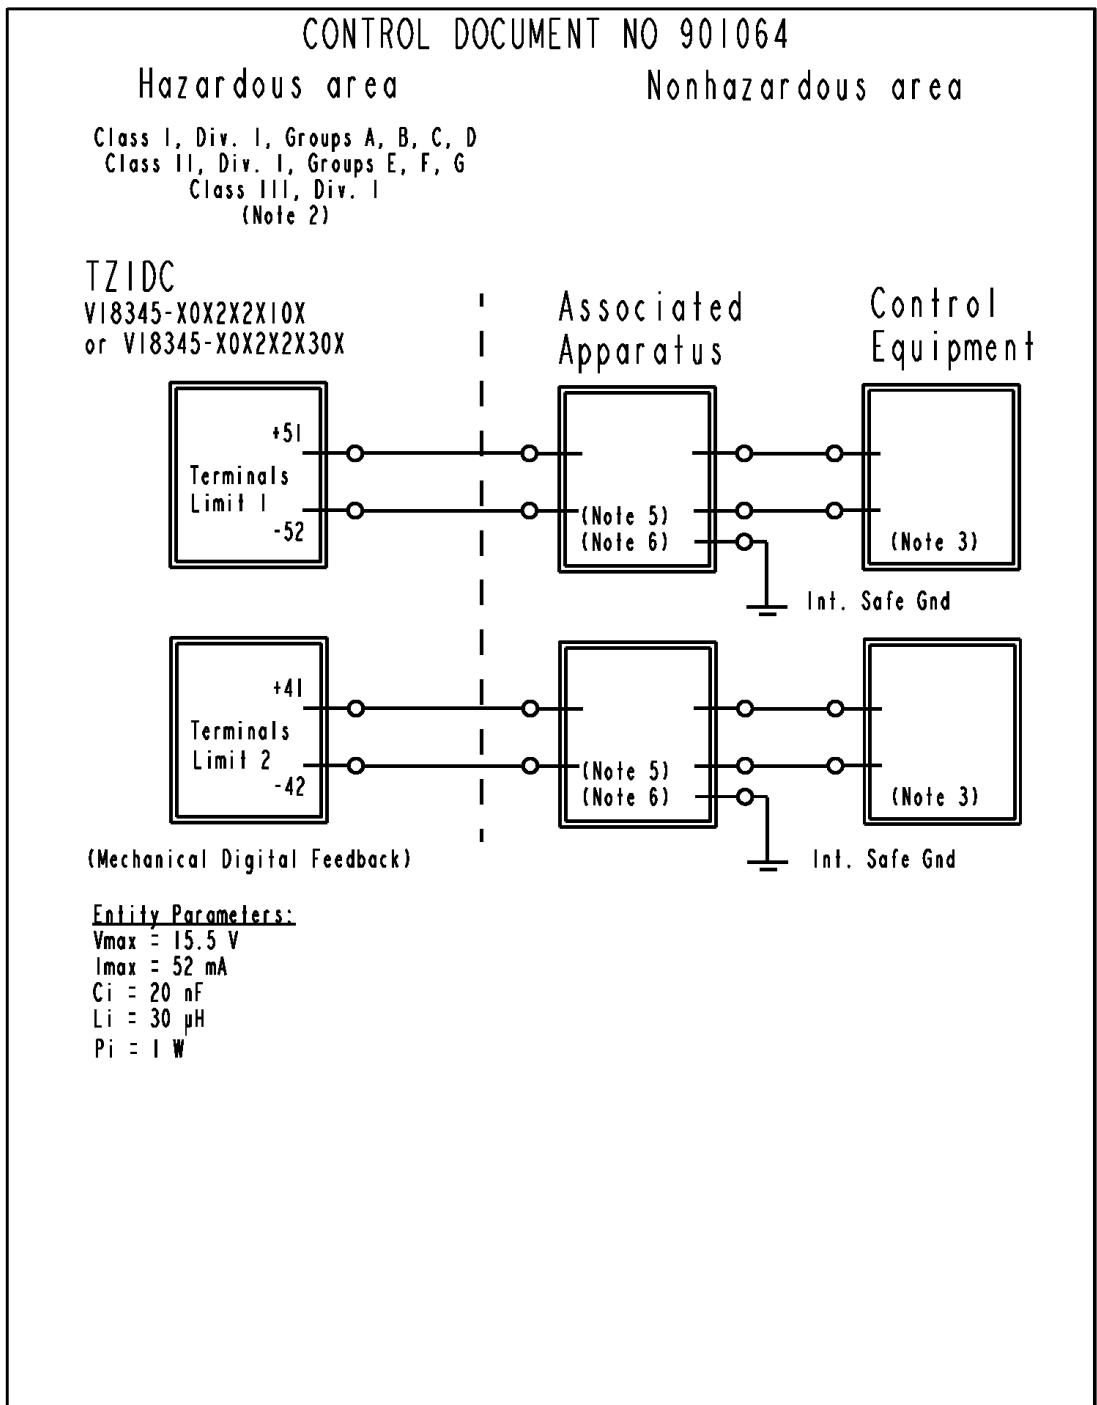 CONTROL DOCUMENT NO 901064
Hazardous area
Nonhazardous area
Class I, Div. I, Groups A, B, C, D
Class II, Div. I, Groups E, F, G
Class III, Div. I
(Note 2)
TZIDC
V18345-X0X2X2X10X
or V18345-X0X2X2X30X
Associated
Apparatus
Control
Equipment
+51
Terminals
Limit 1
-52
(Note 5)
(Note 6)
(Note 3)
Int. Safe Gnd
+41
Terminals
Limit 2
-42
(Note 5)
(Note 6)
(Note 3)
Int. Safe Gnd
(Mechanical Digital Feedback)
Entity Parameters:
Vmax = 15.5 V
Imax = 52 mA
Ci = 20 nF
Li = 30 µH
Pi = 1 W